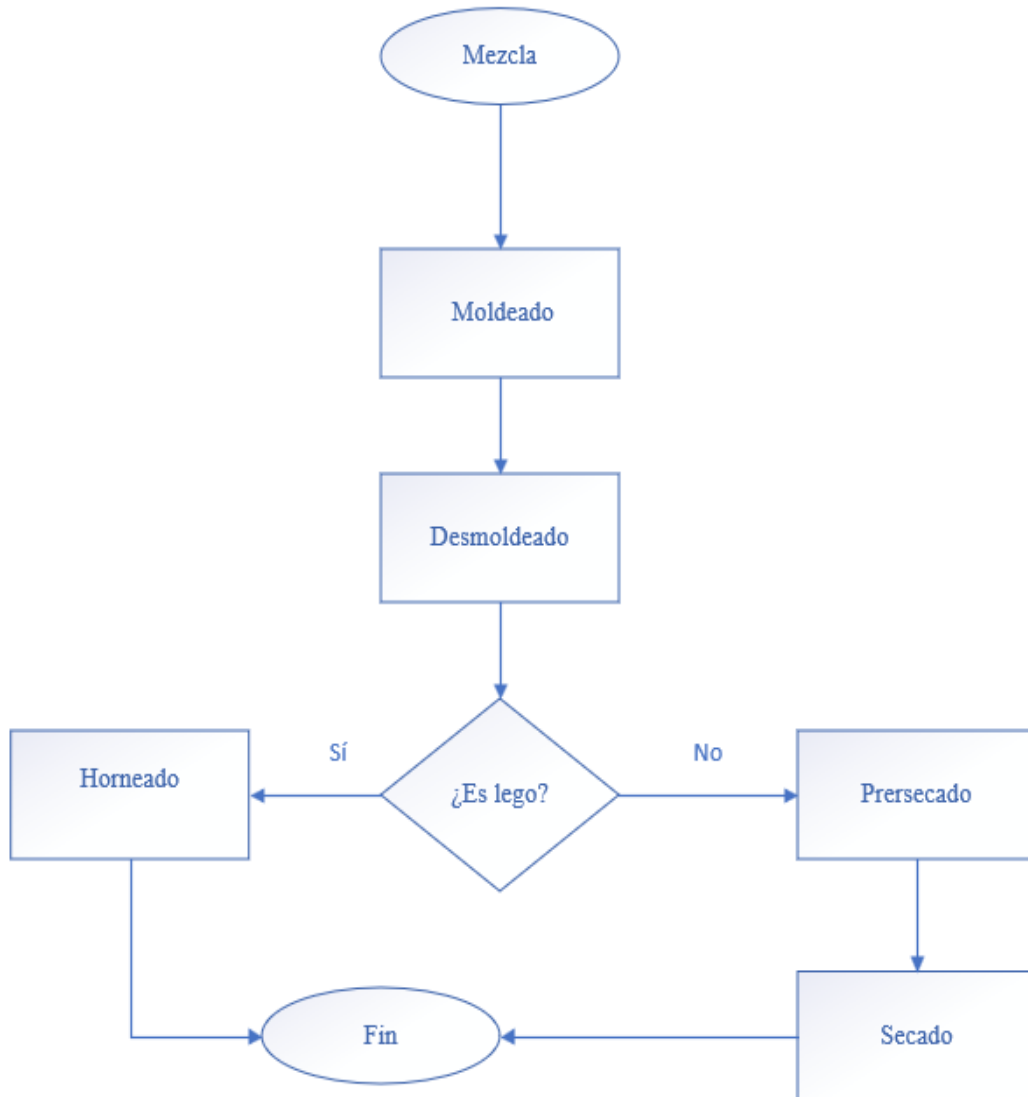 Mezcla
Moldeado
Desmoldeado
¿Es lego?
Sí
No
Horneado
Prersecado
Secado
Fin